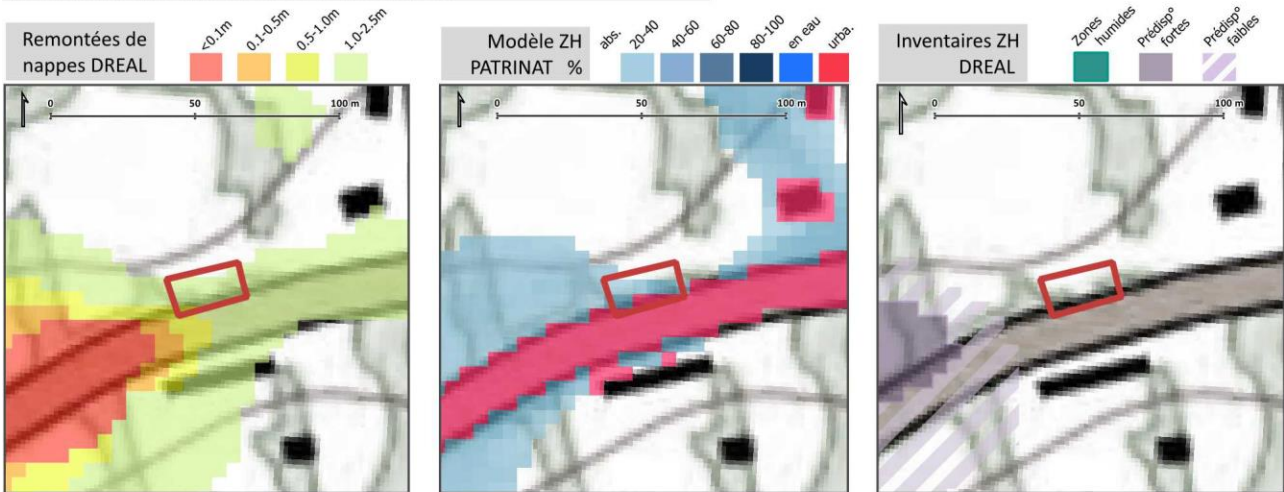 Remontées de
nappes DREAL
<0.1m
0.1-0.5m
0.5-1.0m
1.0-2.5m
0
50
100 m
Modèle ZH
PATRINAT %
abs.
20-40
40-60
60-80
80-100
en eau
urba.
0
50
100 m
Inventaires ZH
DREAL
Zones
humides
Prédisp°
fortes
Prédisp°
faibles
0
50
100 m